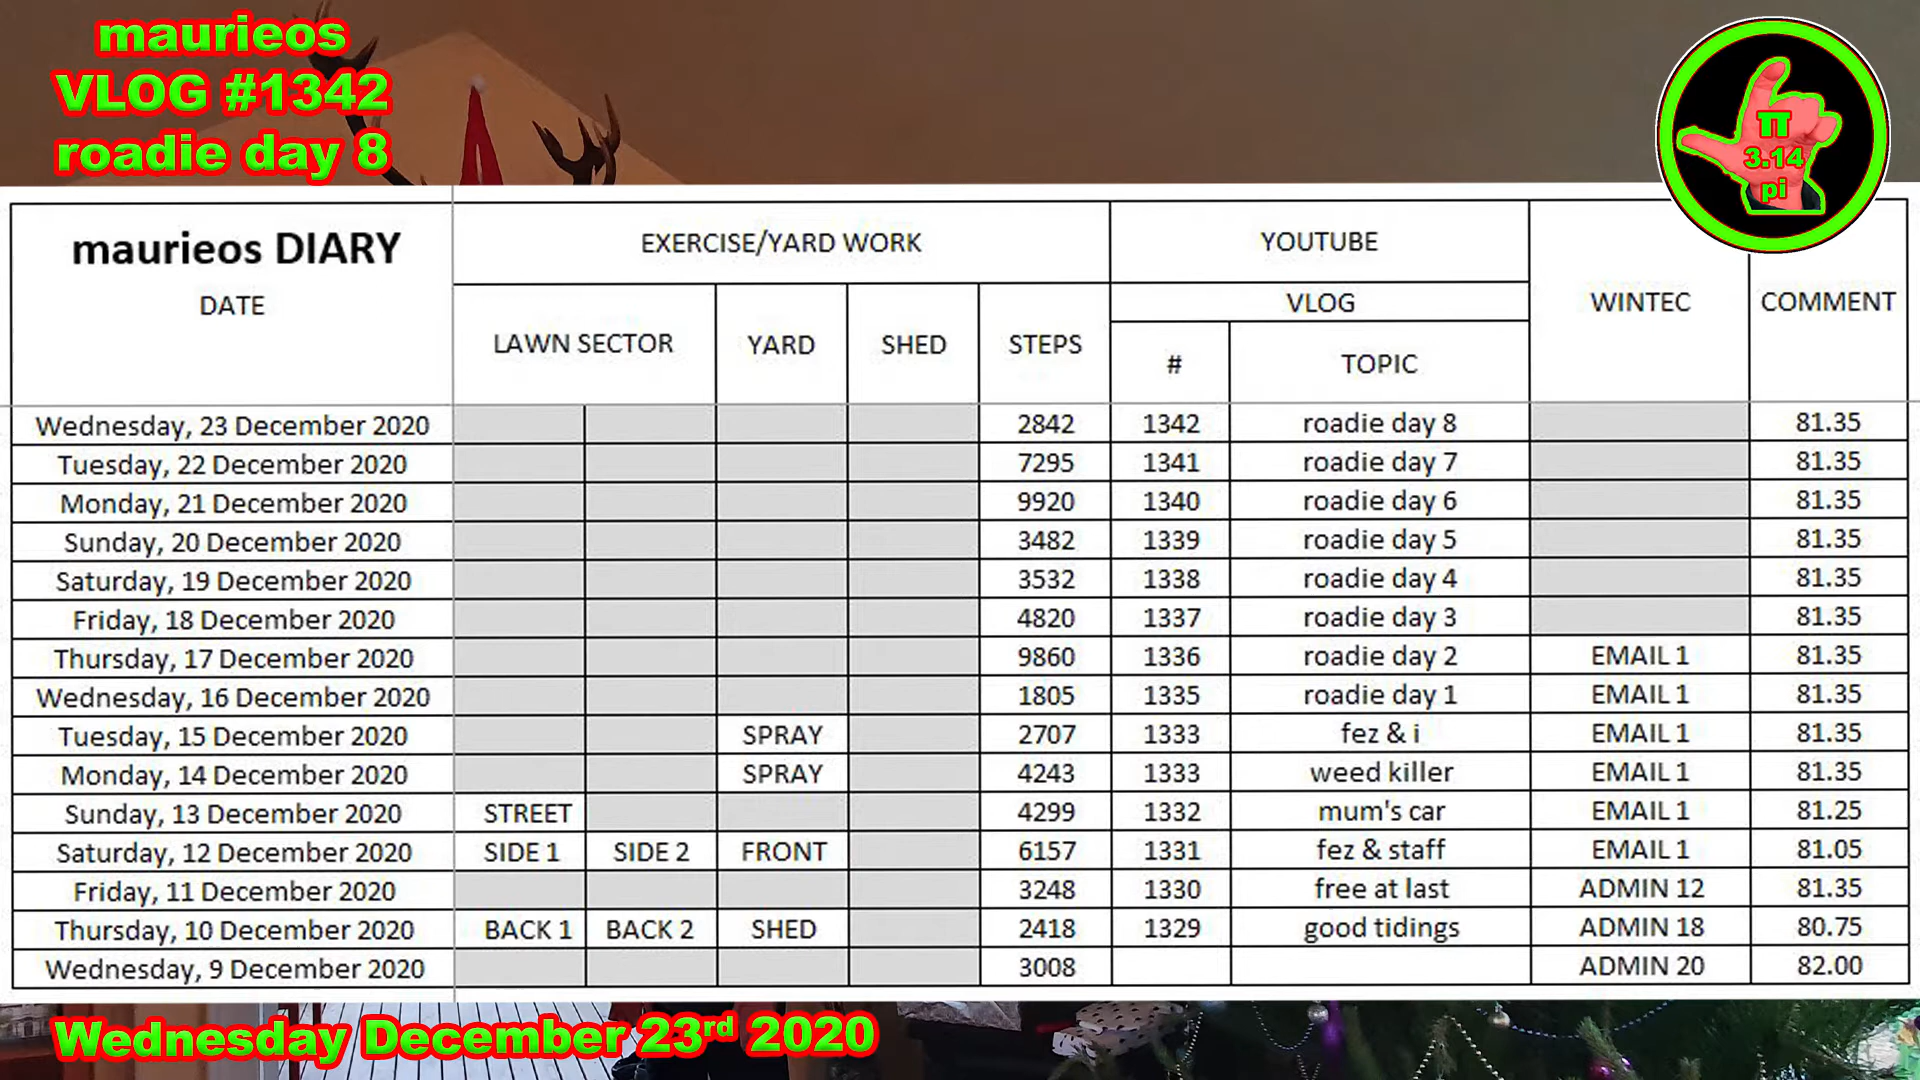 maurieos
VLOG #1342
roadie day 8
π
3.14
pi
maurieos DIARY
DATE
EXERCISE/YARD WORK
YOUTUBE
WINTEC
COMMENT
LAWN SECTOR
YARD
SHED
STEPS
VLOG
#
TOPIC
Wednesday, 23 December 2020 2842 1342 roadie day 8 81.35
Tuesday, 22 December 2020 7295 1341 roadie day 7 81.35
Monday, 21 December 2020 9920 1340 roadie day 6 81.35
Sunday, 20 December 2020 3482 1339 roadie day 5 81.35
Saturday, 19 December 2020 3532 1338 roadie day 4 81.35
Friday, 18 December 2020 4820 1337 roadie day 3 81.35
Thursday, 17 December 2020 9860 1336 roadie day 2 EMAIL 1 81.35
Wednesday, 16 December 2020 1805 1335 roadie day 1 EMAIL 1 81.35
Tuesday, 15 December 2020 SPRAY 2707 1333 fez & i EMAIL 1 81.35
Monday, 14 December 2020 SPRAY 4243 1333 weed killer EMAIL 1 81.35
Sunday, 13 December 2020 STREET 4299 1332 mum's car EMAIL 1 81.25
Saturday, 12 December 2020 SIDE 1 SIDE 2 FRONT 6157 1331 fez & staff EMAIL 1 81.05
Friday, 11 December 2020 3248 1330 free at last ADMIN 12 81.35
Thursday, 10 December 2020 BACK 1 BACK 2 SHED 2418 1329 good tidings ADMIN 18 80.75
Wednesday, 9 December 2020 3008 ADMIN 20 82.00
Wednesday December 23rd 2020